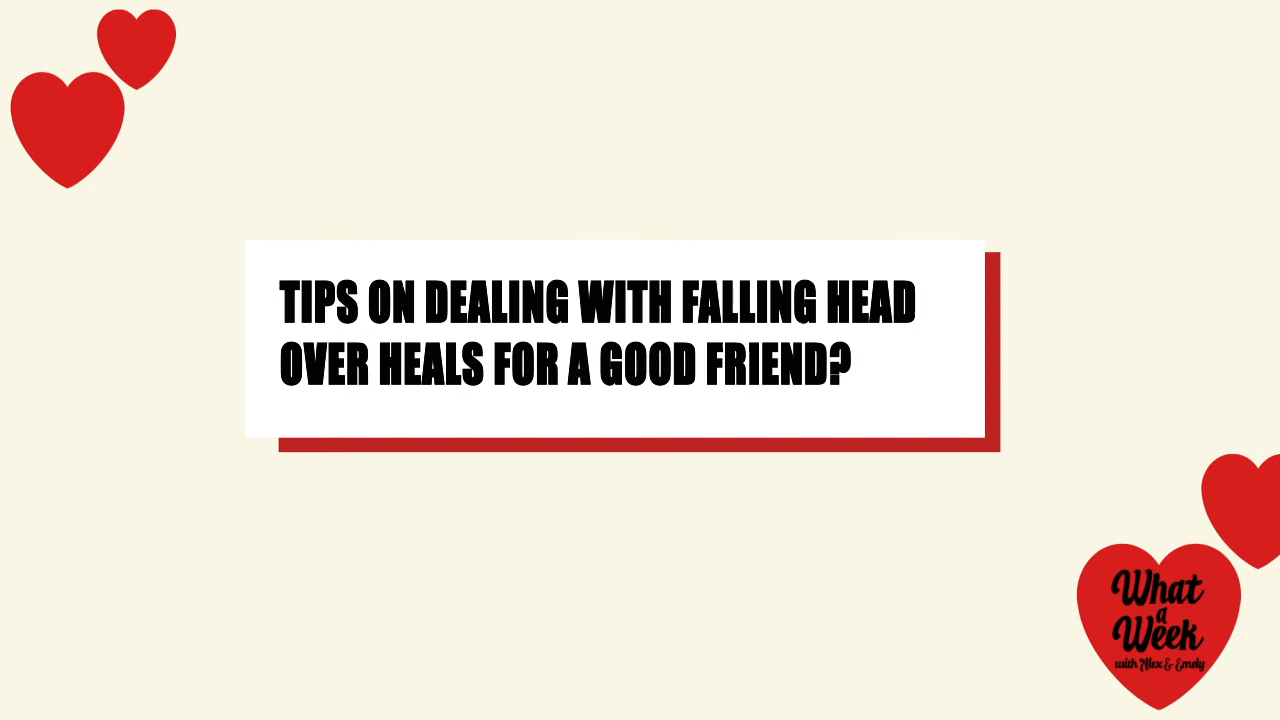 TIPS ON DEALING WITH FALLING HEAD
OVER HEALS FOR A GOOD FRIEND?
What
a
Week
with Alex & Emely